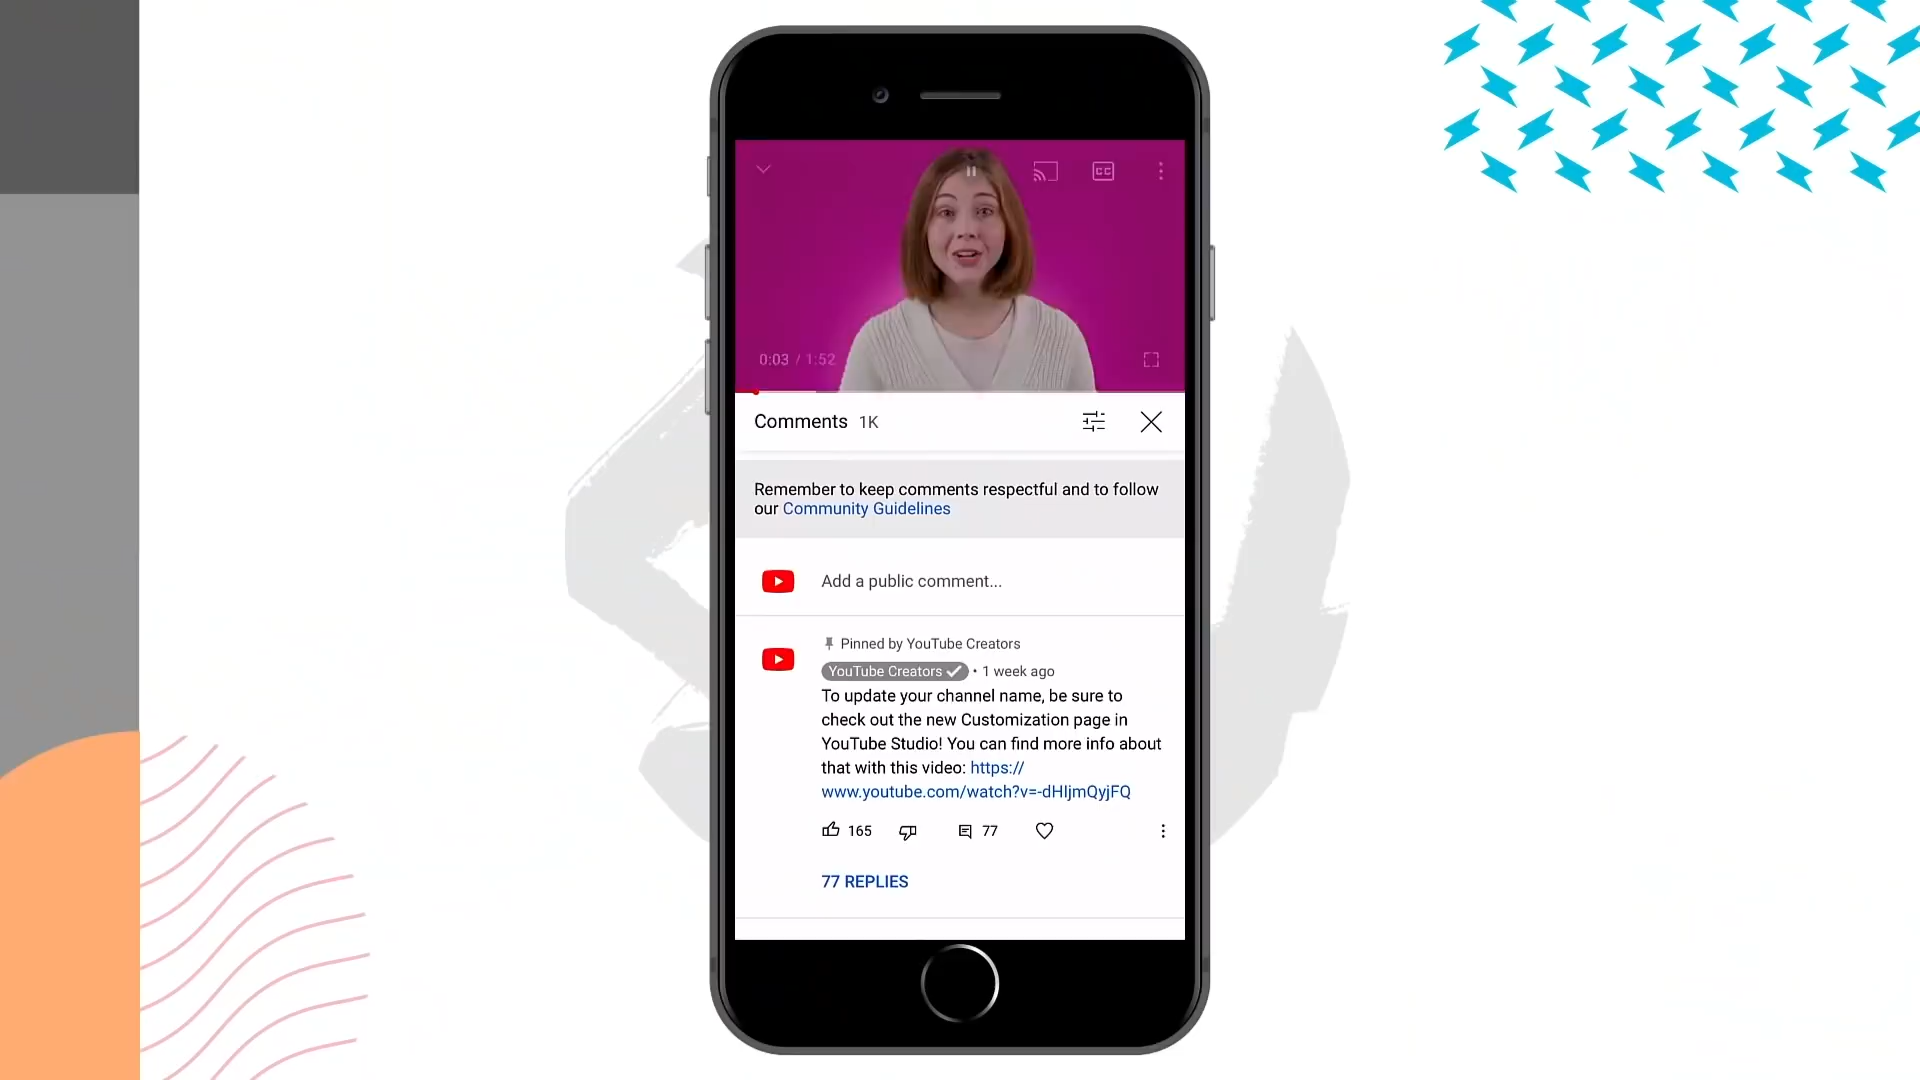 CC
0:03 / 1:52
Comments 1K
Remember to keep comments respectful and to follow
our Community Guidelines
Add a public comment...
Pinned by YouTube Creators
YouTube Creators • 1 week ago
To update your channel name, be sure to
check out the new Customization page in
YouTube Studio! You can find more info about
that with this video: https://
www.youtube.com/watch?v=-dHIjmQyjFQ
165 77
77 REPLIES